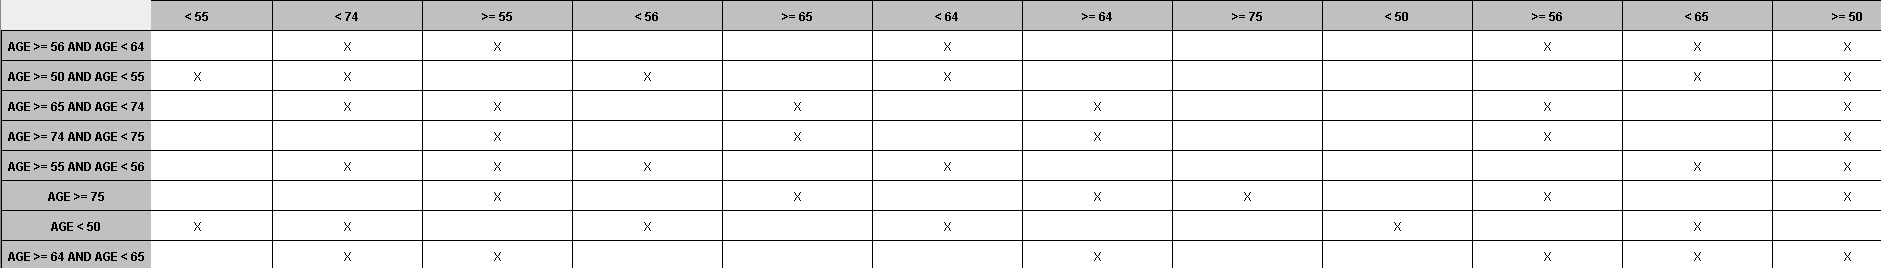 < 55 < 74 >= 55 < 56 >= 65 < 64 >= 64 >= 75 < 50 >= 56 < 65 >= 50
AGE >= 56 AND AGE < 64 X X X X X X
AGE >= 50 AND AGE < 55 X X X X X X
AGE >= 65 AND AGE < 74 X X X X X X
AGE >= 74 AND AGE < 75 X X X X X
AGE >= 55 AND AGE < 56 X X X X X X
AGE >= 75 X X X X X X
AGE < 50 X X X X X X
AGE >= 64 AND AGE < 65 X X X X X X